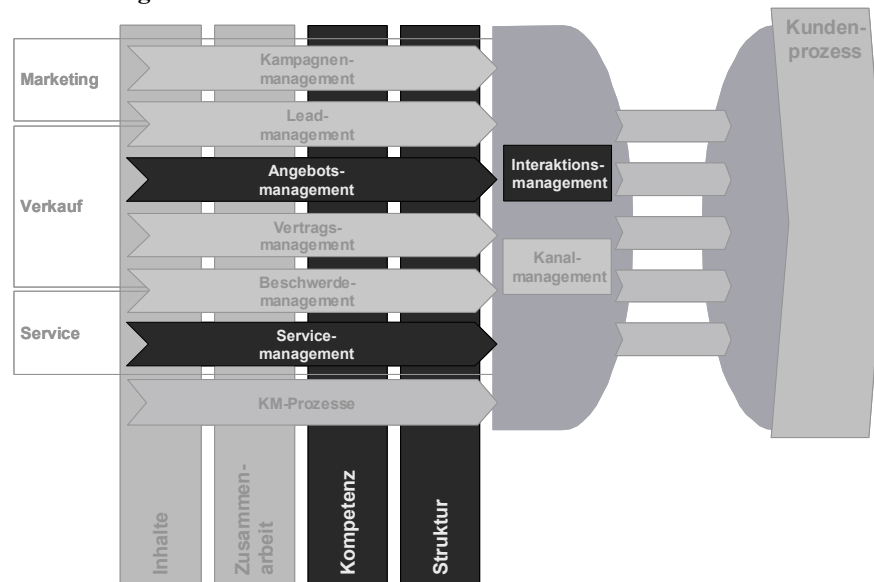 Kunden-
prozess
Marketing
Kampagnen-
management
Lead-
management
Verkauf
Angebots-
management
Interaktions-
management
Vertrags-
management
Kanal-
management
Beschwerde-
management
Service
Service-
management
KM-Prozesse
Inhalte
Zusammen-
arbeit
Kompetenz
Struktur